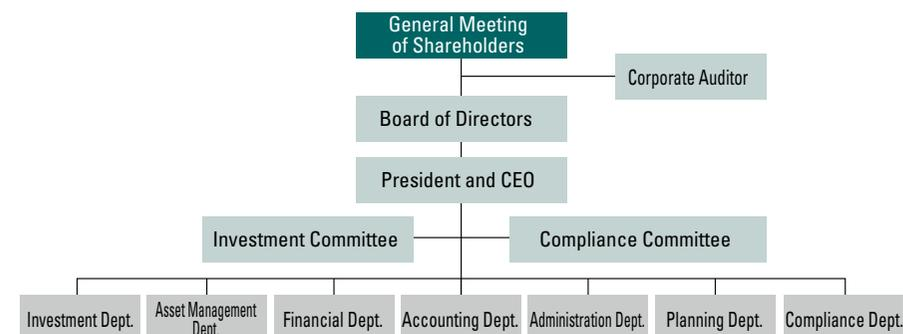 General Meeting
of Shareholders
Corporate Auditor
Board of Directors
President and CEO
Investment Committee
Compliance Committee
Investment Dept.
Asset Management
Dept.
Financial Dept.
Accounting Dept.
Administration Dept.
Planning Dept.
Compliance Dept.